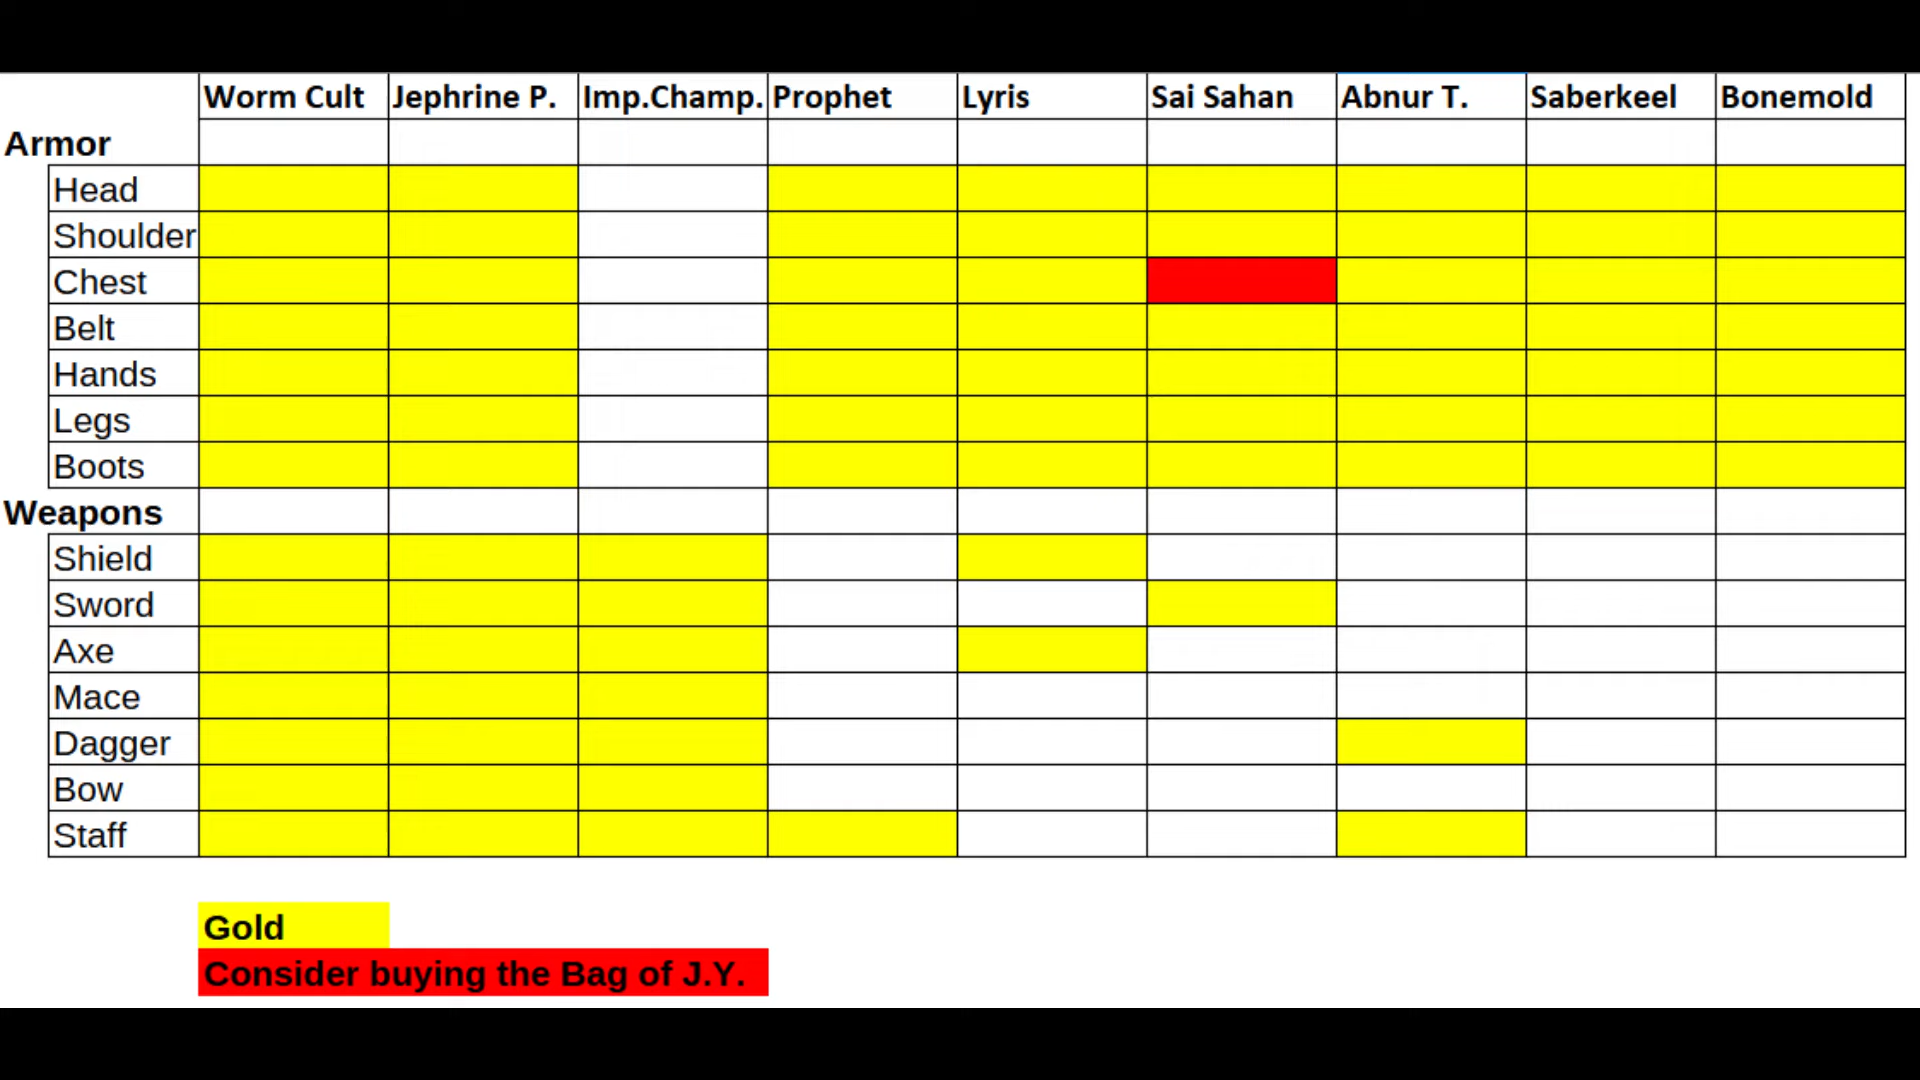 Worm Cult Jephrine P. Imp.Champ. Prophet Lyris Sai Sahan Abnur T. Saberkeel Bonemold
Armor
Head
Shoulder
Chest
Belt
Hands
Legs
Boots
Weapons
Shield
Sword
Axe
Mace
Dagger
Bow
Staff
Gold
Consider buying the Bag of J.Y.